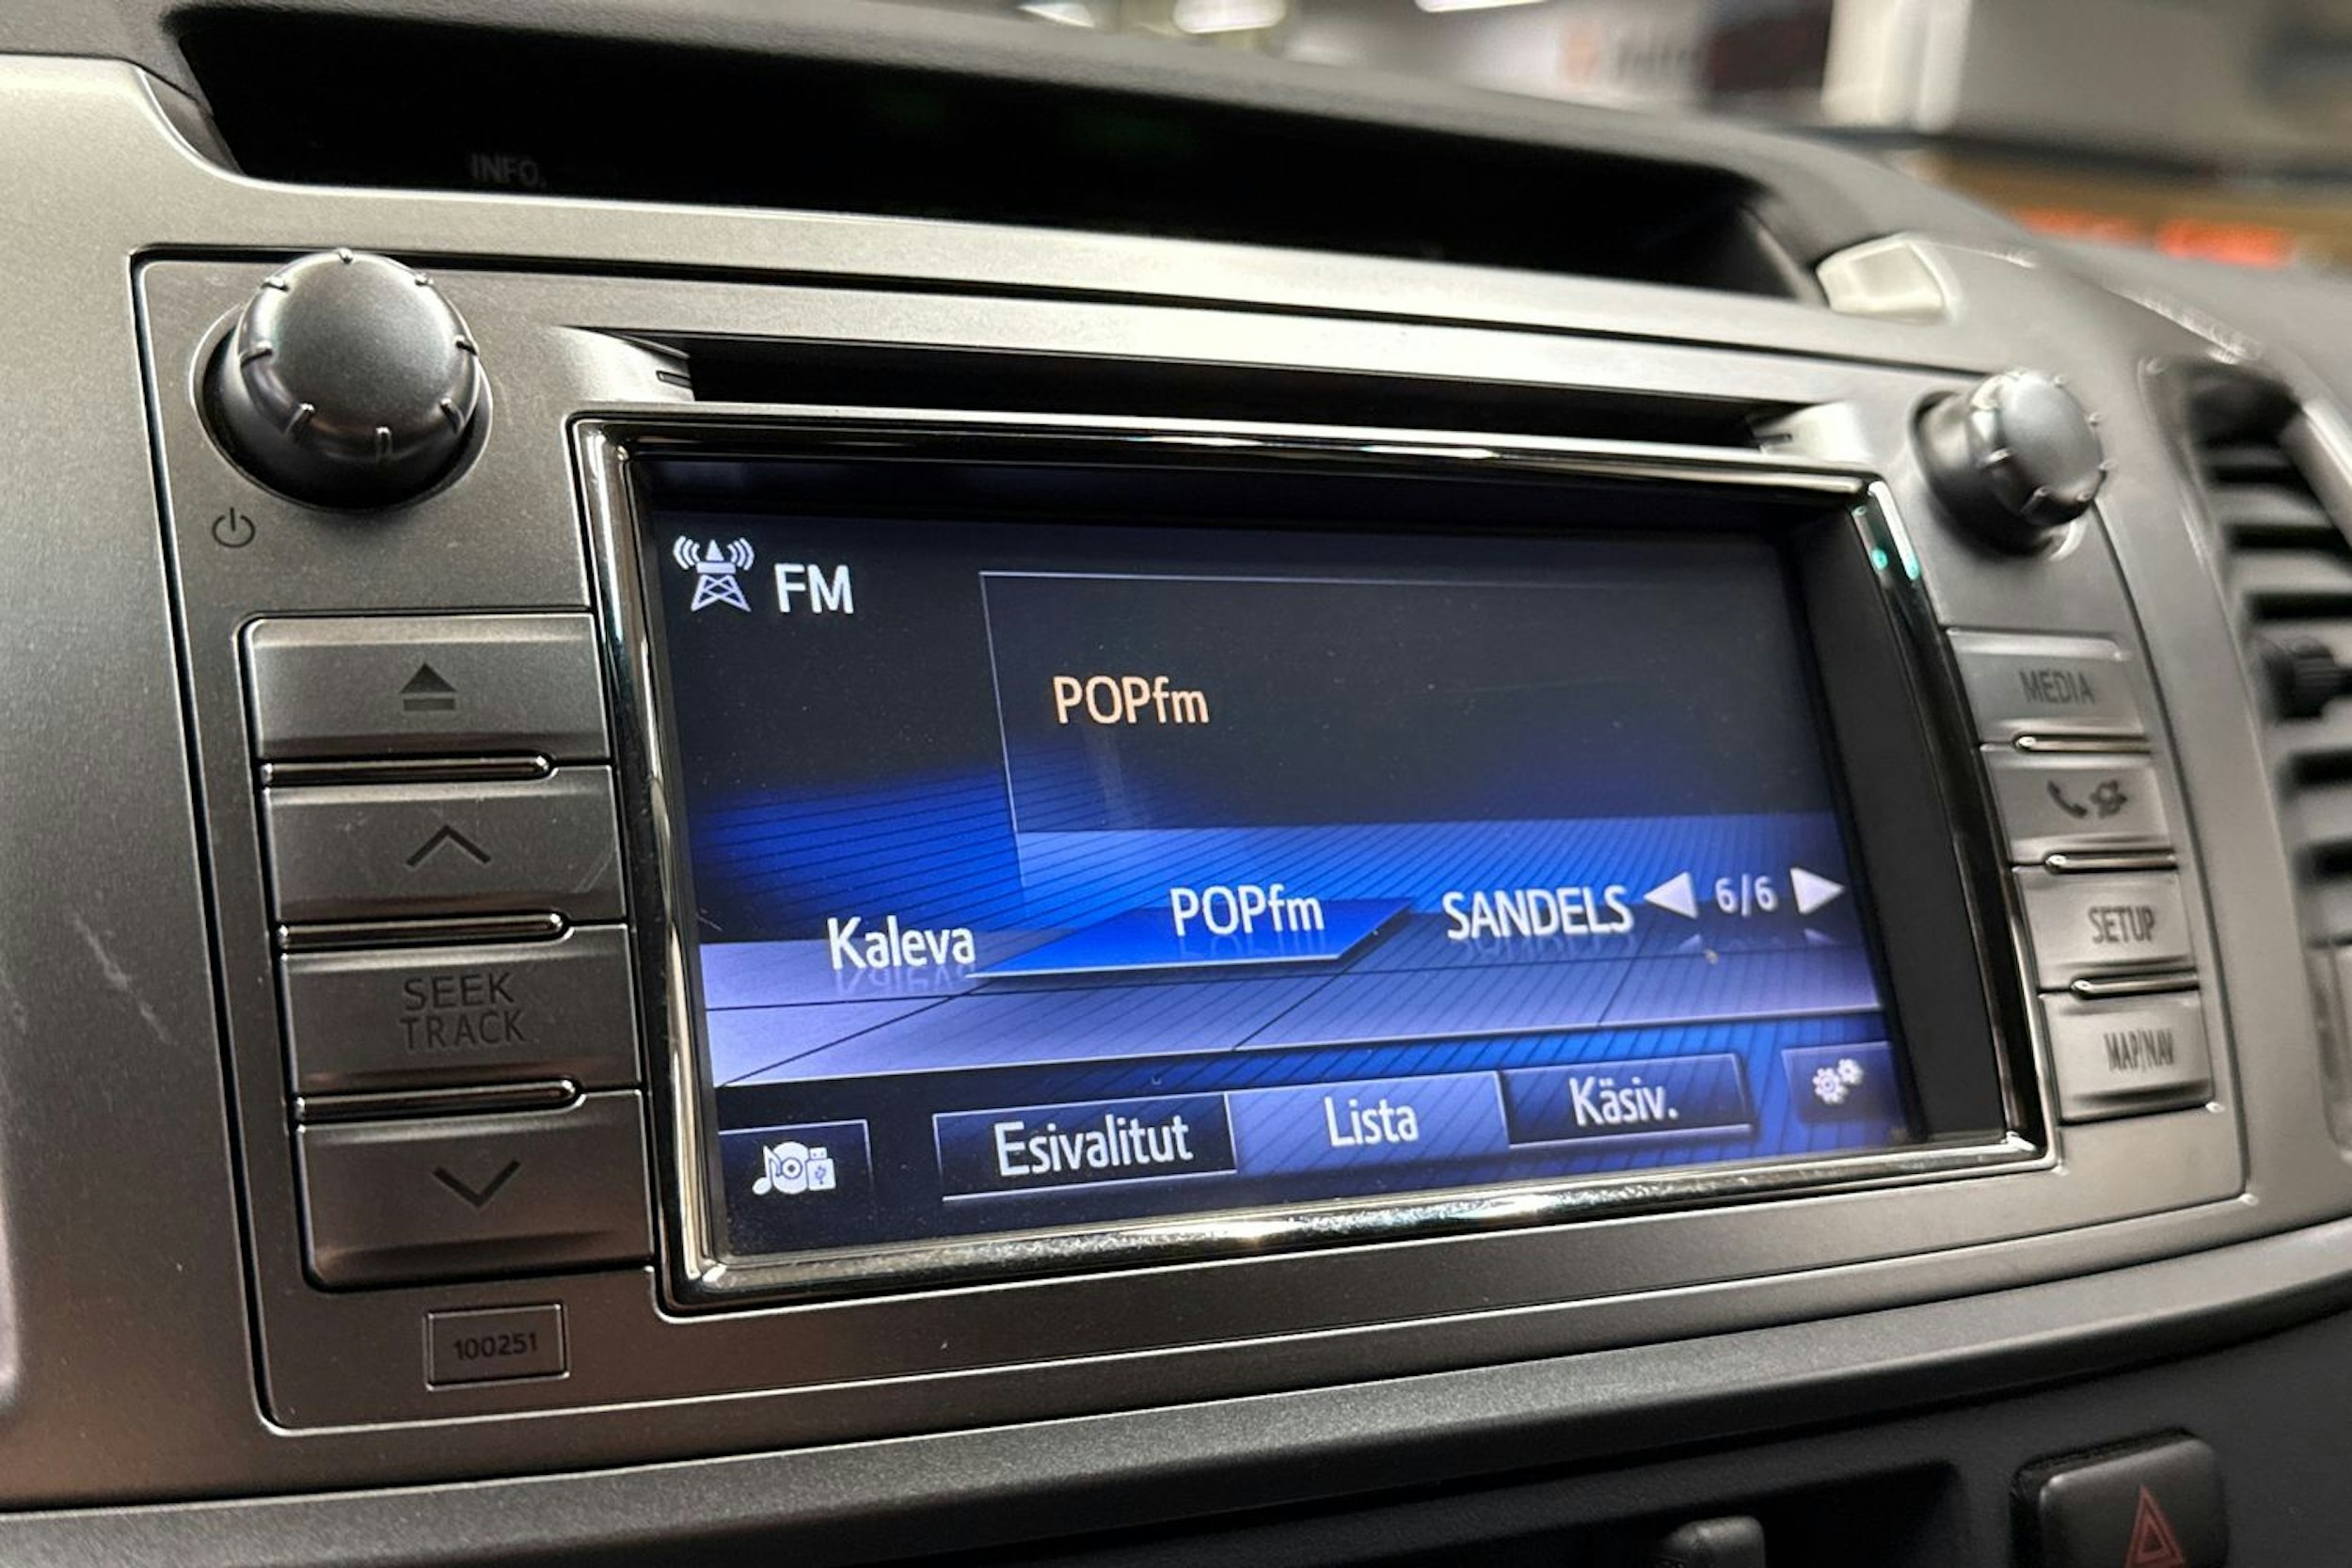 INFO.
FM
POPfm
Kaleva
POPfm
SANDELS
6/6
Esivalitut
Lista
Käsiv.
SEEK
TRACK
100251
MEDIA
SETUP
MAP/NAV